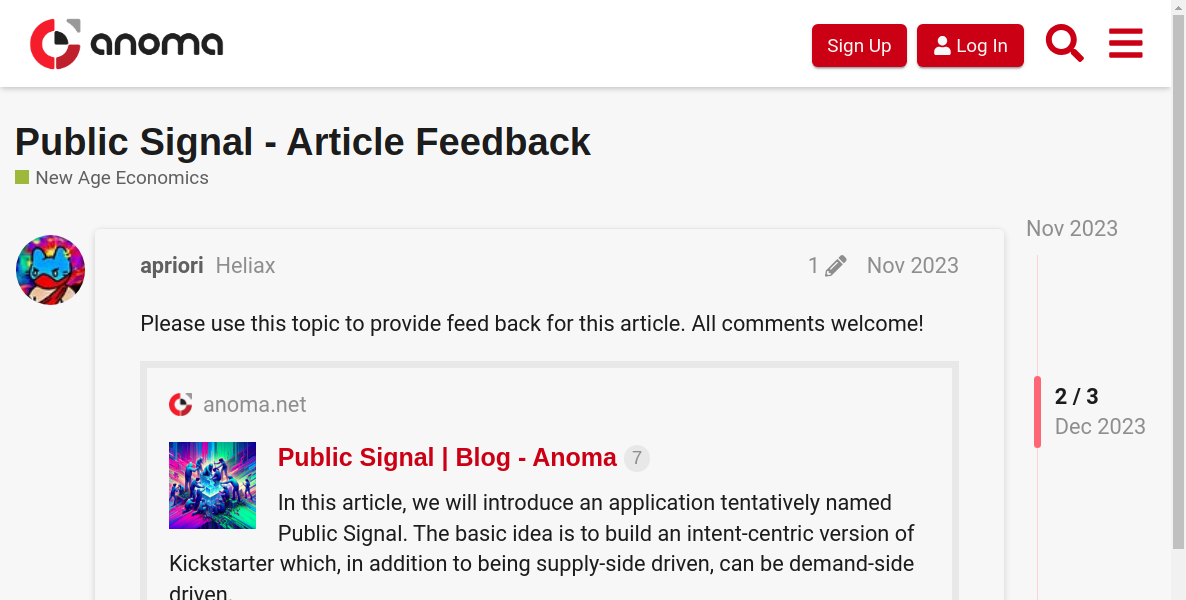 anoma
Sign Up
Log In
Public Signal - Article Feedback
New Age Economics
Nov 2023
apriori Heliax
1
Nov 2023
Please use this topic to provide feed back for this article. All comments welcome!
2 / 3
Dec 2023
anoma.net
Public Signal | Blog - Anoma 7
In this article, we will introduce an application tentatively named
Public Signal. The basic idea is to build an intent-centric version of
Kickstarter which, in addition to being supply-side driven, can be demand-side
driven.